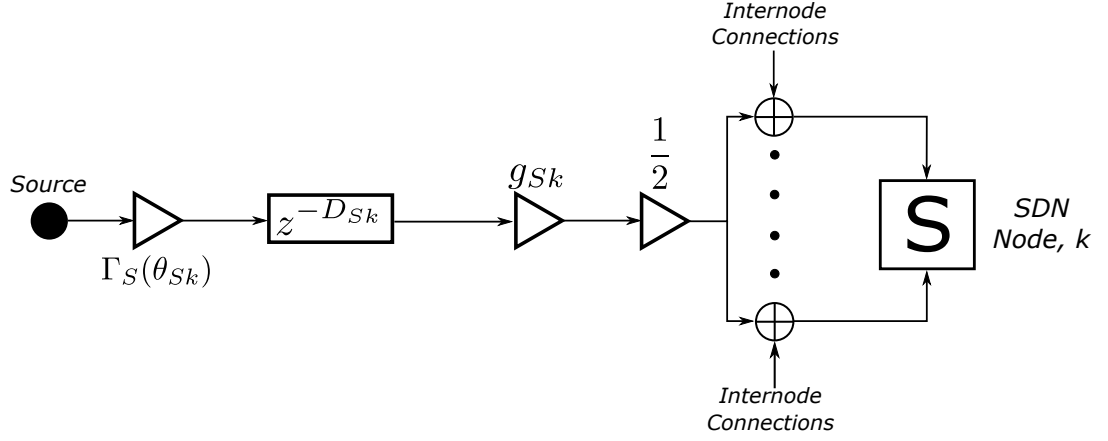 Internode
Connections
Source
Γ_S(θ_{Sk})
z^{-D_{Sk}}
g_{Sk}
1/2
S
SDN
Node, k
Internode
Connections